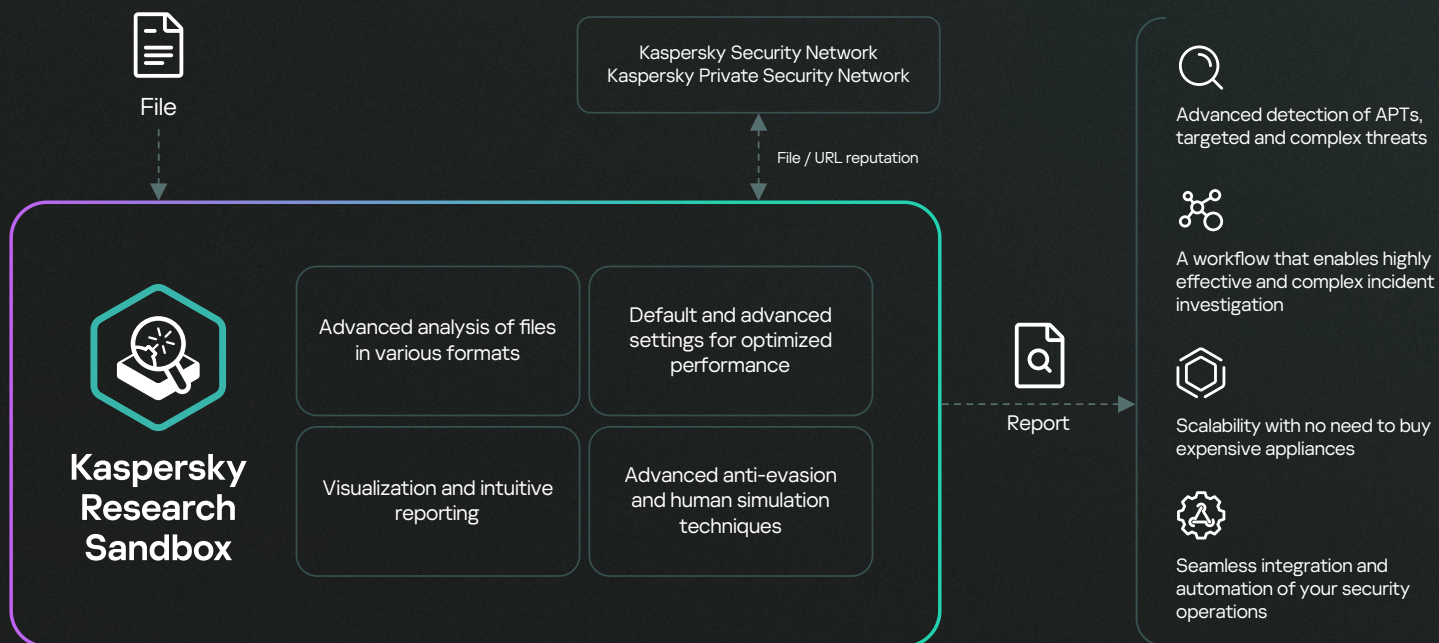 File
Kaspersky Security Network
Kaspersky Private Security Network
File / URL reputation
Kaspersky
Research
Sandbox
Advanced analysis of files
in various formats
Default and advanced
settings for optimized
performance
Visualization and intuitive
reporting
Advanced anti-evasion
and human simulation
techniques
Report
Advanced detection of APTs,
targeted and complex threats
A workflow that enables highly
effective and complex incident
investigation
Scalability with no need to buy
expensive appliances
Seamless integration and
automation of your security
operations